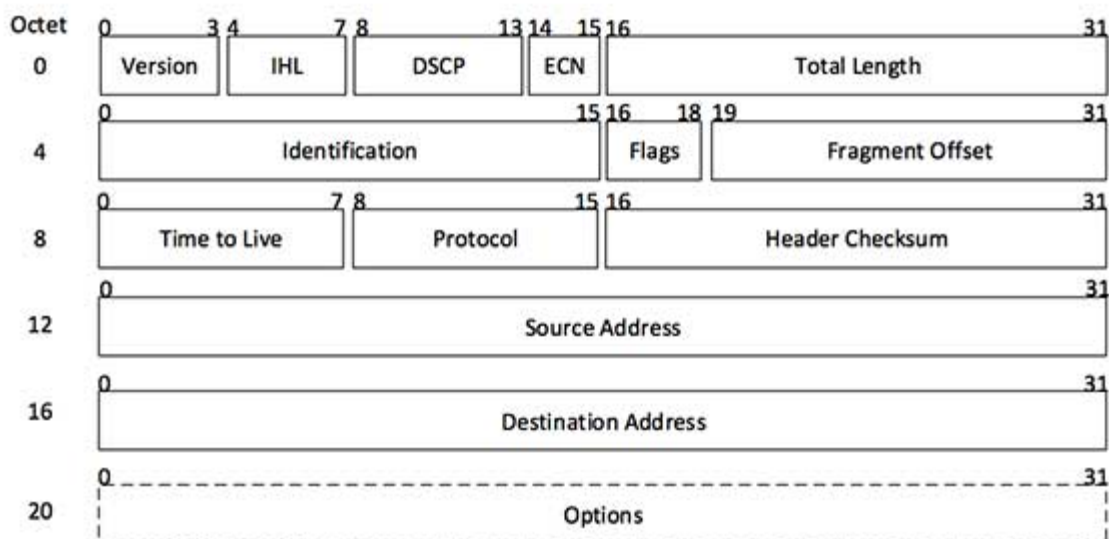 Octet 0 3 4 7 8 13 14 15 16 31
0 Version IHL DSCP ECN Total Length
0 15 16 18 19 31
4 Identification Flags Fragment Offset
0 7 8 15 16 31
8 Time to Live Protocol Header Checksum
0 31
12 Source Address
0 31
16 Destination Address
0 31
20 Options